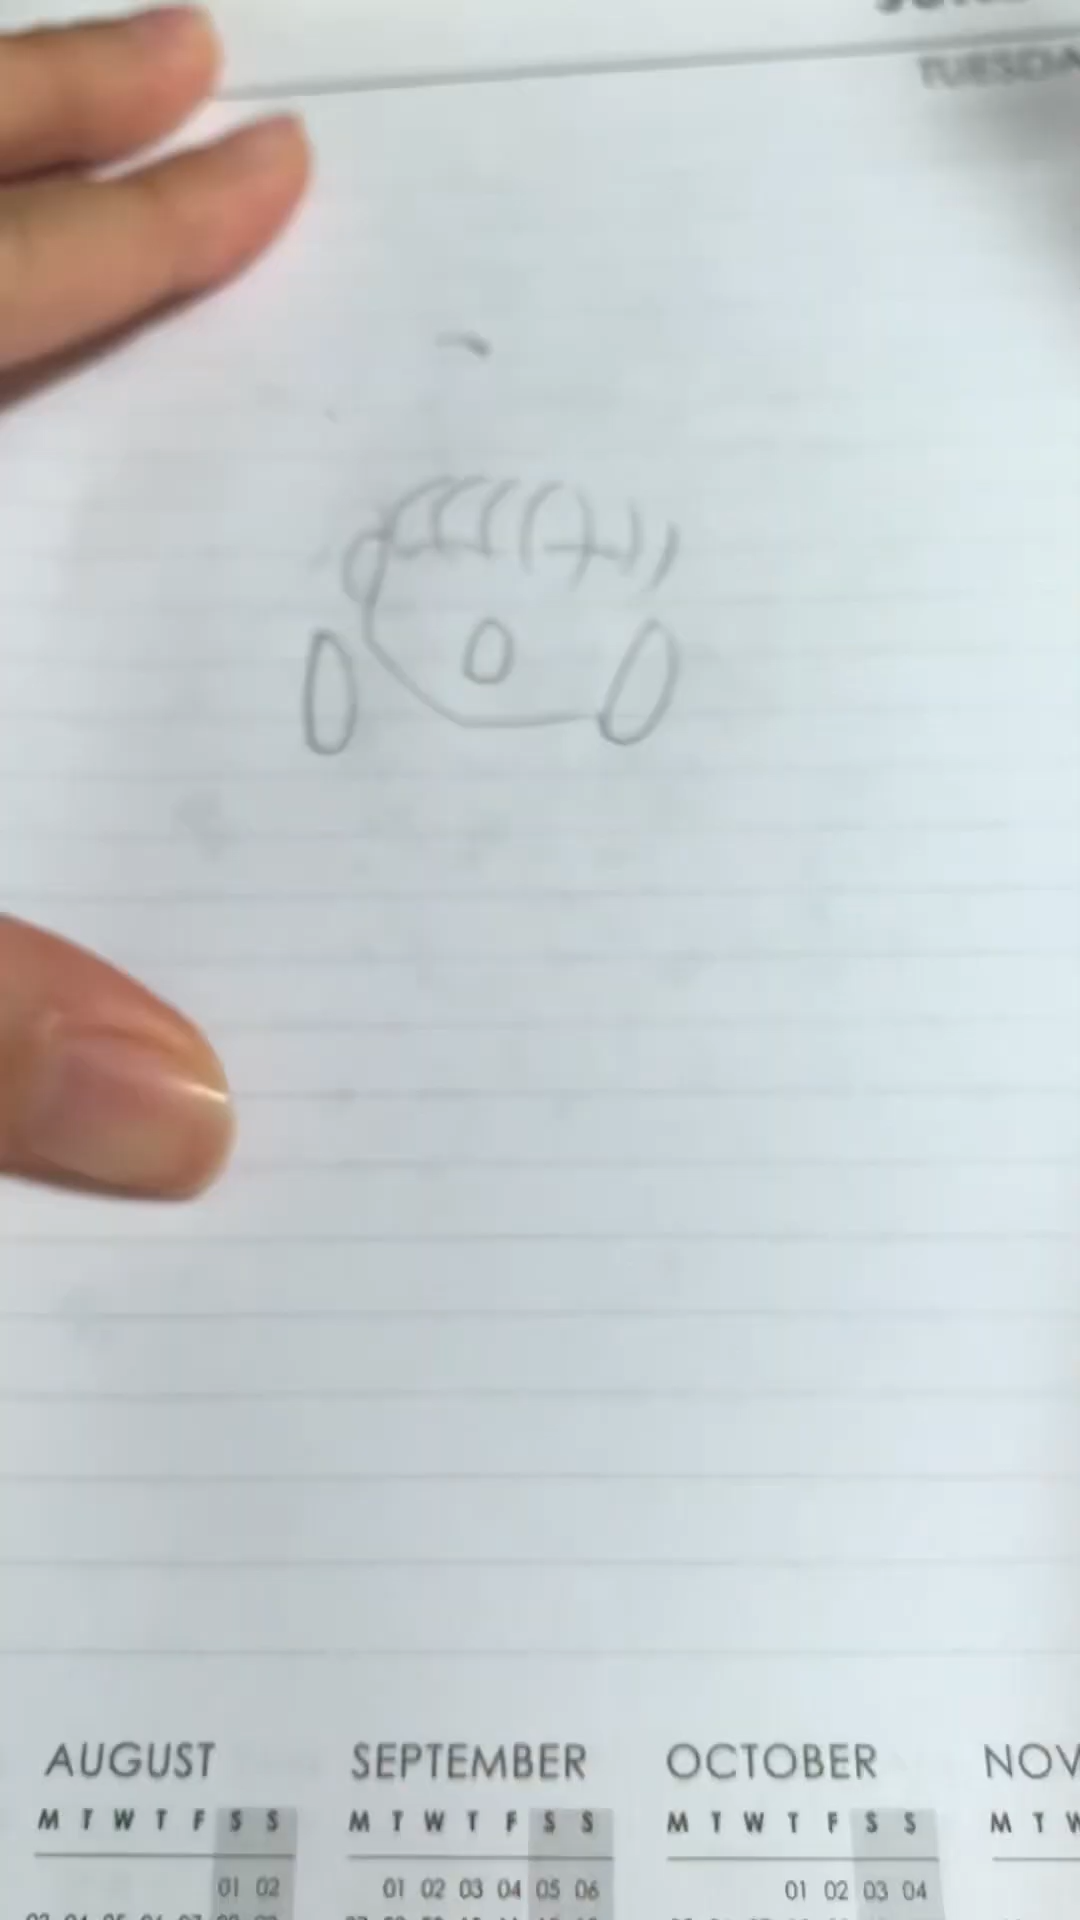 TUESDA
AUGUST SEPTEMBER OCTOBER NOV
M T W T F S S M T W T F S S M T W T F S S M T W
01 02 01 02 03 04 05 06 01 02 03 04